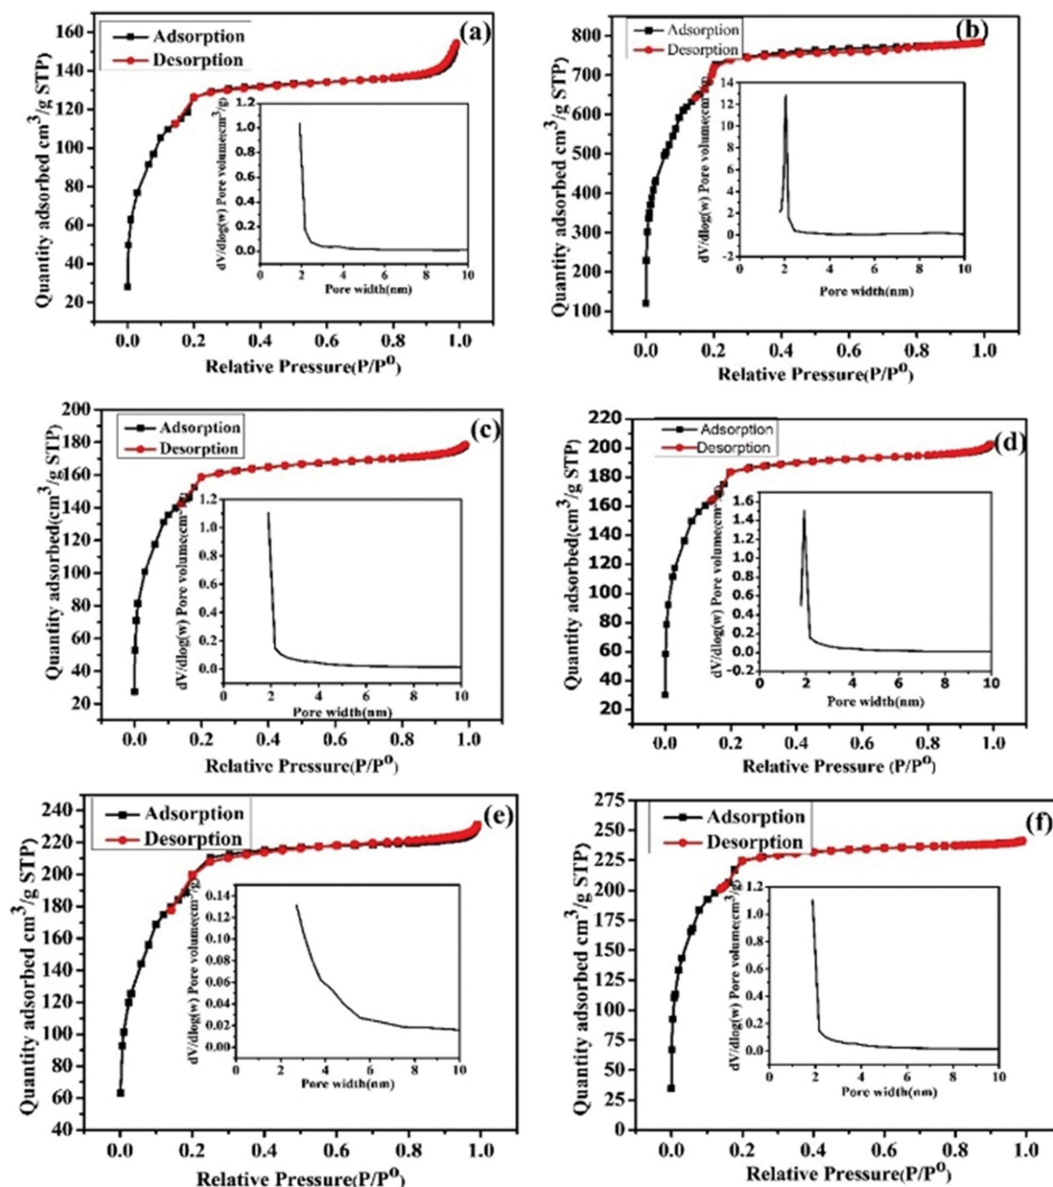 (a)
Adsorption
Desorption
Quantity adsorbed cm³/g STP)
160
140
120
100
80
60
40
20
0.0 0.2 0.4 0.6 0.8 1.0
Relative Pressure(P/P⁰)
dV/dlog(w) Pore volume(cm³/g)
1.2
1.0
0.8
0.6
0.4
0.2
0.0
0 2 4 6 8 10
Pore width(nm)
(b)
Adsorption
Desorption
Quantity adsorbed cm³/g STP)
800
700
600
500
400
300
200
100
0.0 0.2 0.4 0.6 0.8 1.0
Relative Pressure(P/P⁰)
dV/dlog(w) Pore volume(cm³/g)
14
12
10
8
6
4
2
0
-2
0 2 4 6 8 10
Pore width(nm)
(c)
Adsorption
Desorption
Quantity adsorbed(cm³/g STP)
200
180
160
140
120
100
80
60
40
20
0.0 0.2 0.4 0.6 0.8 1.0
Relative Pressure(P/P⁰)
dV/dlog(w) Pore volume(cm³
1.2
1.0
0.8
0.6
0.4
0.2
0.0
0 2 4 6 8 10
Pore width(nm)
(d)
Adsorption
Desorption
Quantity adsorbed(cm³/g STP)
220
200
180
160
140
120
100
80
60
40
20
0.0 0.2 0.4 0.6 0.8 1.0
Relative Pressure (P/P⁰)
dV/dlog(w) Pore volume(cm³
1.6
1.4
1.2
1.0
0.8
0.6
0.4
0.2
0.0
-0.2
0 2 4 6 8 10
Pore width(nm)
(e)
Adsorption
Desorption
Quantity adsorbed cm³/g STP)
240
220
200
180
160
140
120
100
80
60
40
0.0 0.2 0.4 0.6 0.8 1.0
Relative Pressure(P/P⁰)
dV/dlog(w) Pore volume(cm³/g)
0.14
0.12
0.10
0.08
0.06
0.04
0.02
0.00
0 2 4 6 8 10
Pore width(nm)
(f)
Adsorption
Desorption
Quantity adsorbed cm³/g STP)
275
250
225
200
175
150
125
100
75
50
25
0
0.0 0.2 0.4 0.6 0.8 1.0
Relative Pressure(P/P⁰)
dV/dlog(w) Pore volume(cm³/g)
1.2
1.0
0.8
0.6
0.4
0.2
0.0
0 2 4 6 8 10
Pore width(nm)